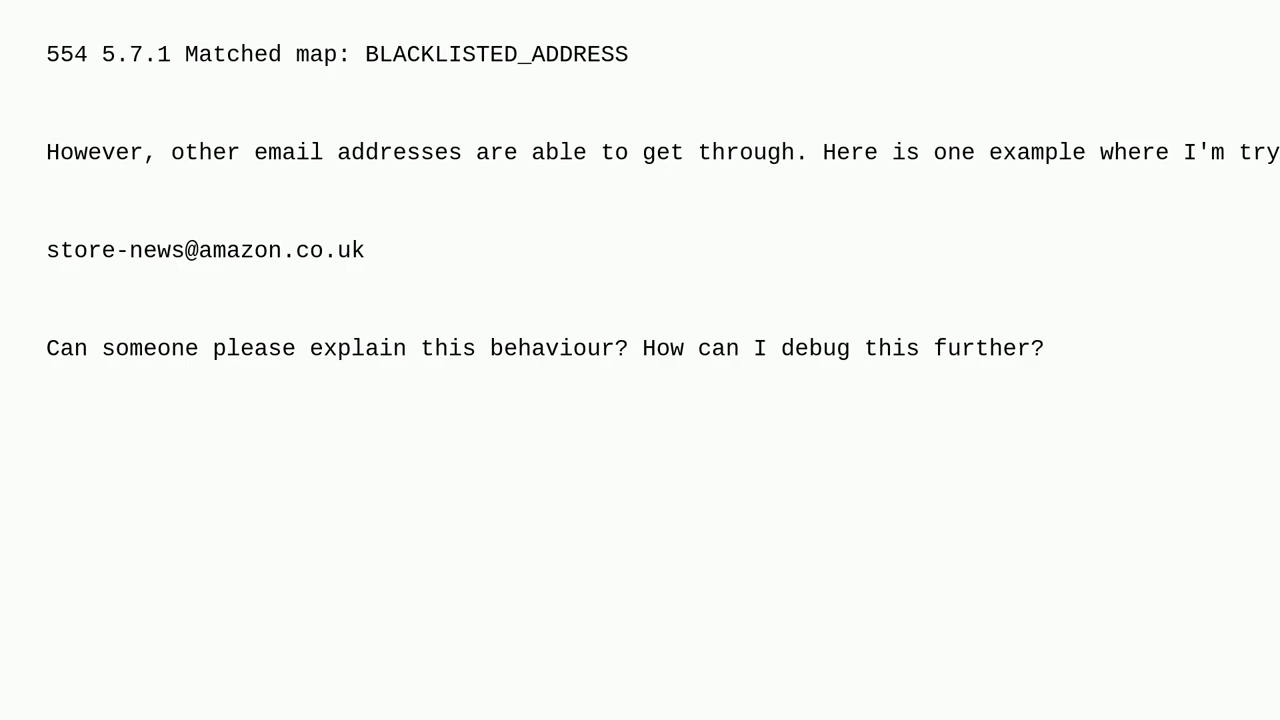 554 5.7.1 Matched map: BLACKLISTED_ADDRESS
However, other email addresses are able to get through. Here is one example where I'm try
store-news@amazon.co.uk
Can someone please explain this behaviour? How can I debug this further?